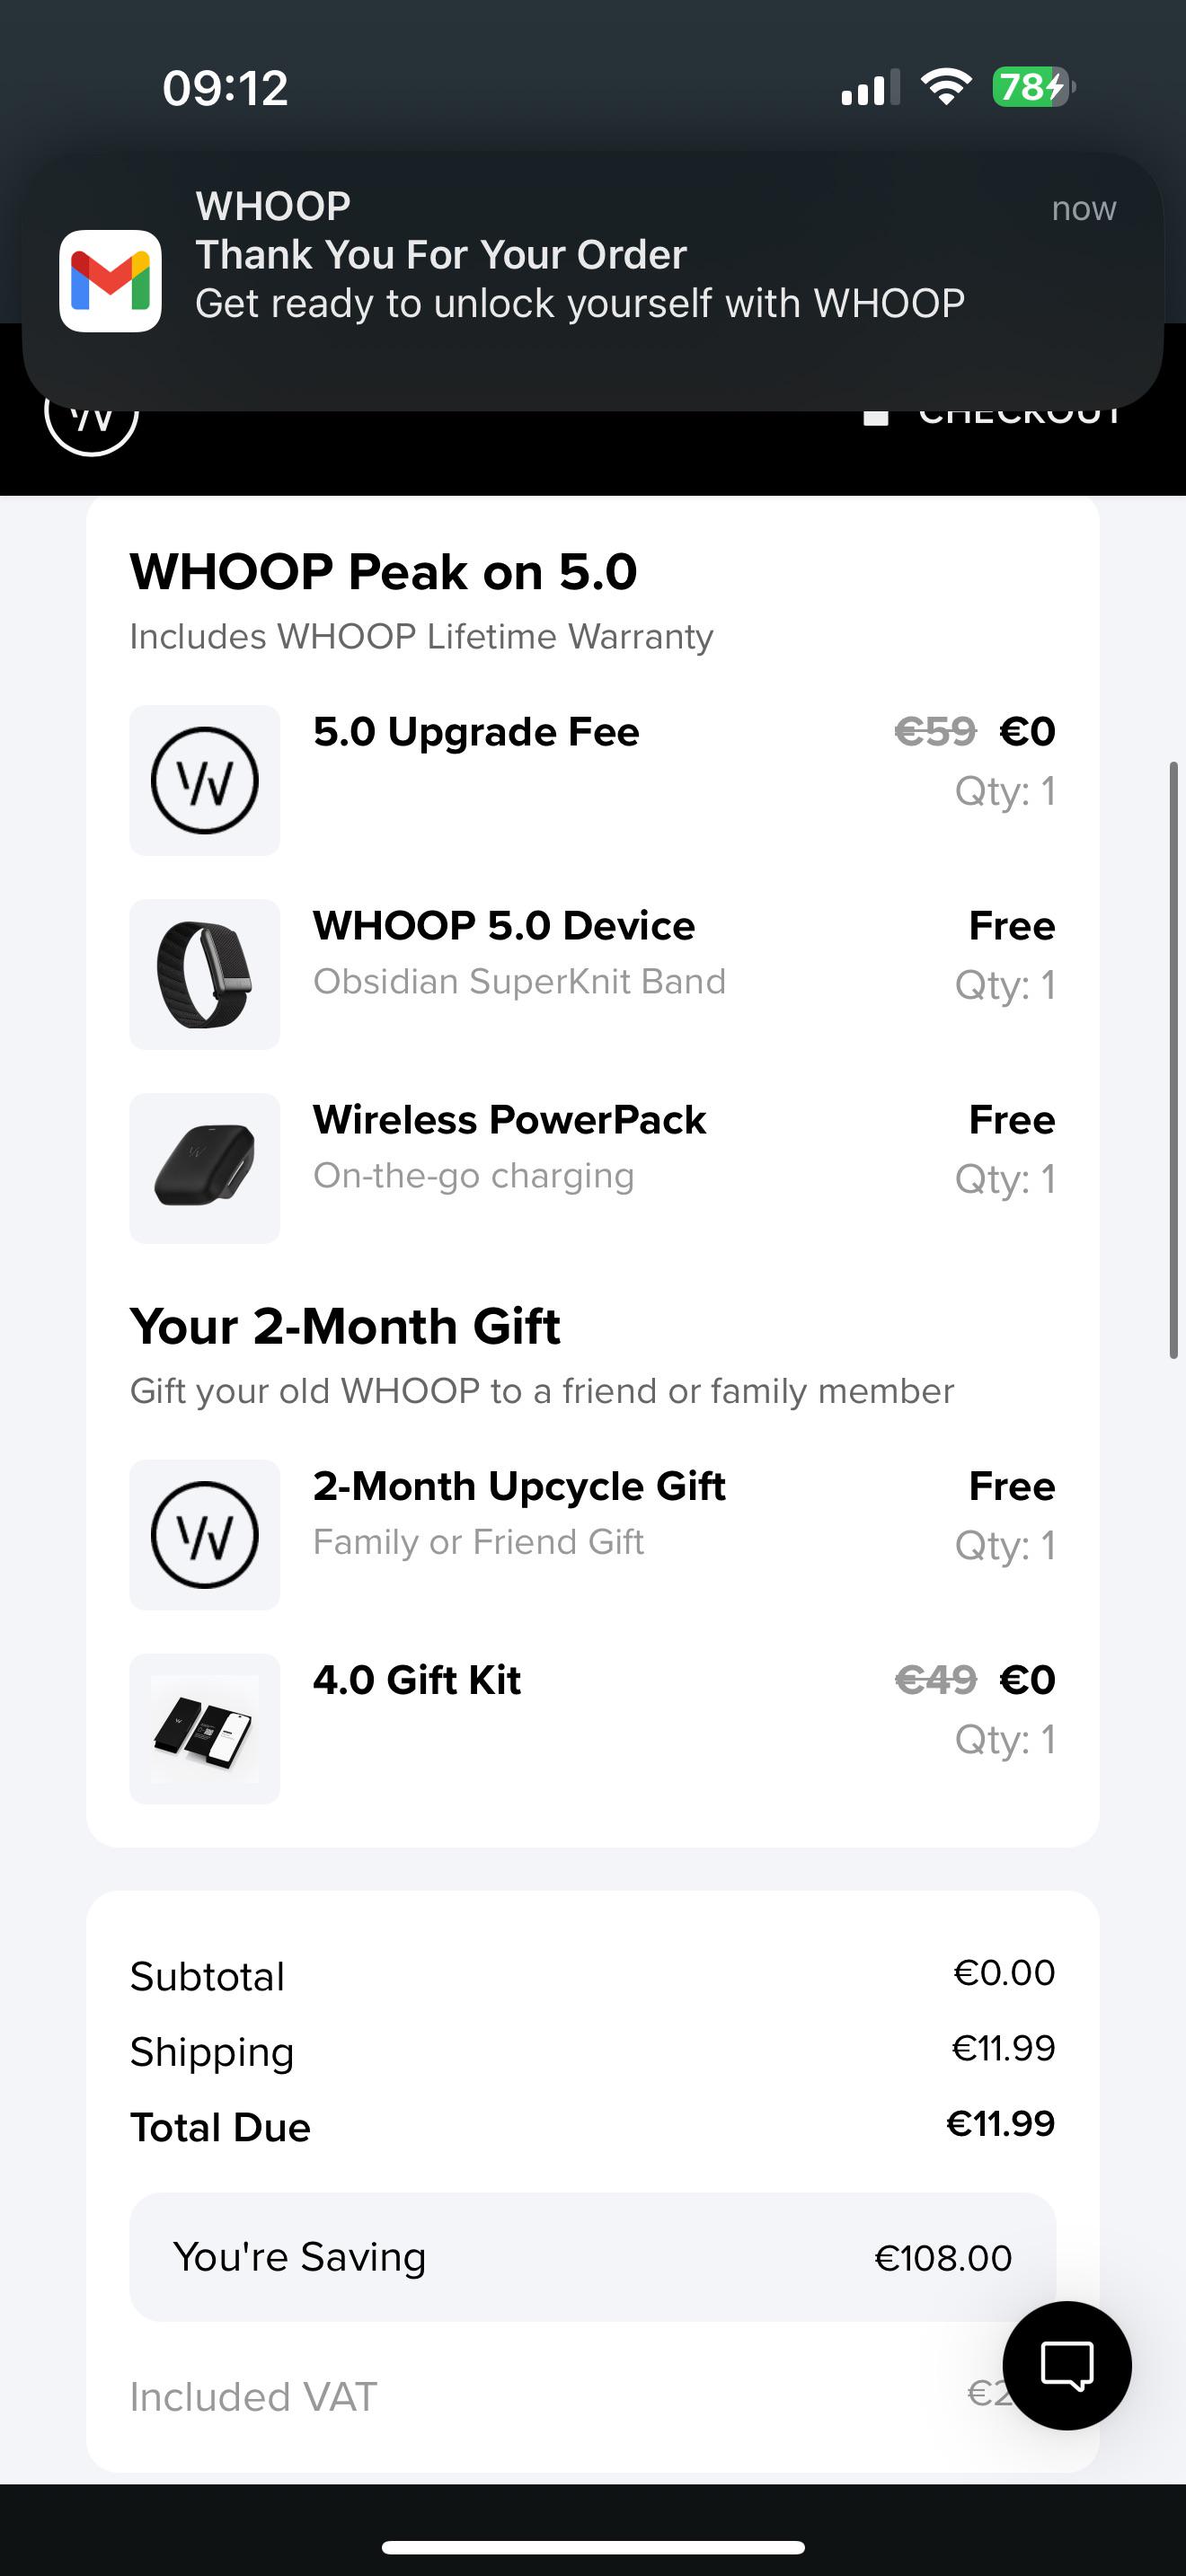 09:12
78
WHOOP
now
Thank You For Your Order
Get ready to unlock yourself with WHOOP
CHECKOUT
WHOOP Peak on 5.0
Includes WHOOP Lifetime Warranty
5.0 Upgrade Fee
€59 €0
Qty: 1
WHOOP 5.0 Device
Free
Obsidian SuperKnit Band
Qty: 1
Wireless PowerPack
Free
On-the-go charging
Qty: 1
Your 2-Month Gift
Gift your old WHOOP to a friend or family member
2-Month Upcycle Gift
Free
Family or Friend Gift
Qty: 1
4.0 Gift Kit
€49 €0
Qty: 1
Subtotal
€0.00
Shipping
€11.99
Total Due
€11.99
You're Saving
€108.00
Included VAT